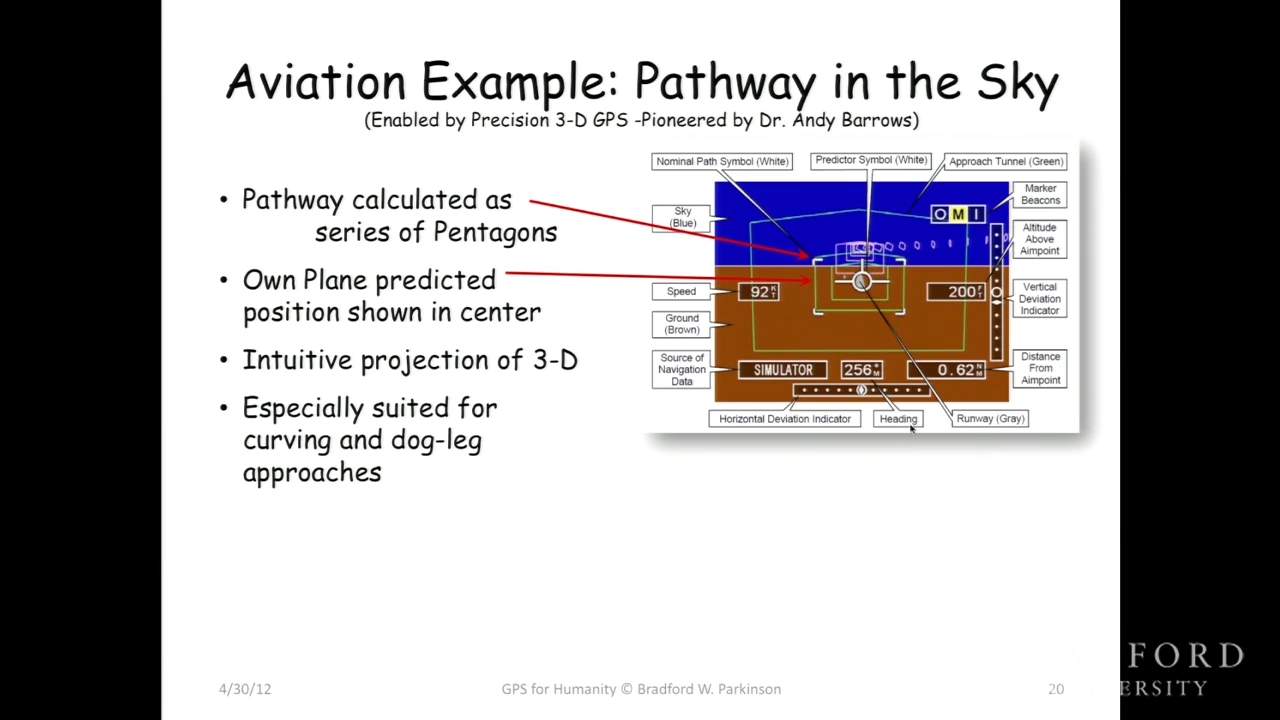 Aviation Example: Pathway in the Sky
(Enabled by Precision 3-D GPS -Pioneered by Dr. Andy Barrows)
• Pathway calculated as
series of Pentagons
• Own Plane predicted
position shown in center
• Intuitive projection of 3-D
• Especially suited for
curving and dog-leg
approaches
Nominal Path Symbol (White)
Predictor Symbol (White)
Approach Tunnel (Green)
Sky
(Blue)
O M I
Marker
Beacons
Altitude
Above
Aimpoint
Speed
92 KT
200 FT
Vertical
Deviation
Indicator
Ground
(Brown)
Source of
Navigation
Data
SIMULATOR
256°M
0.62 NM
Distance
From
Aimpoint
Horizontal Deviation Indicator
Heading
Runway (Gray)
4/30/12
GPS for Humanity © Bradford W. Parkinson
20
FORD
ERSITY